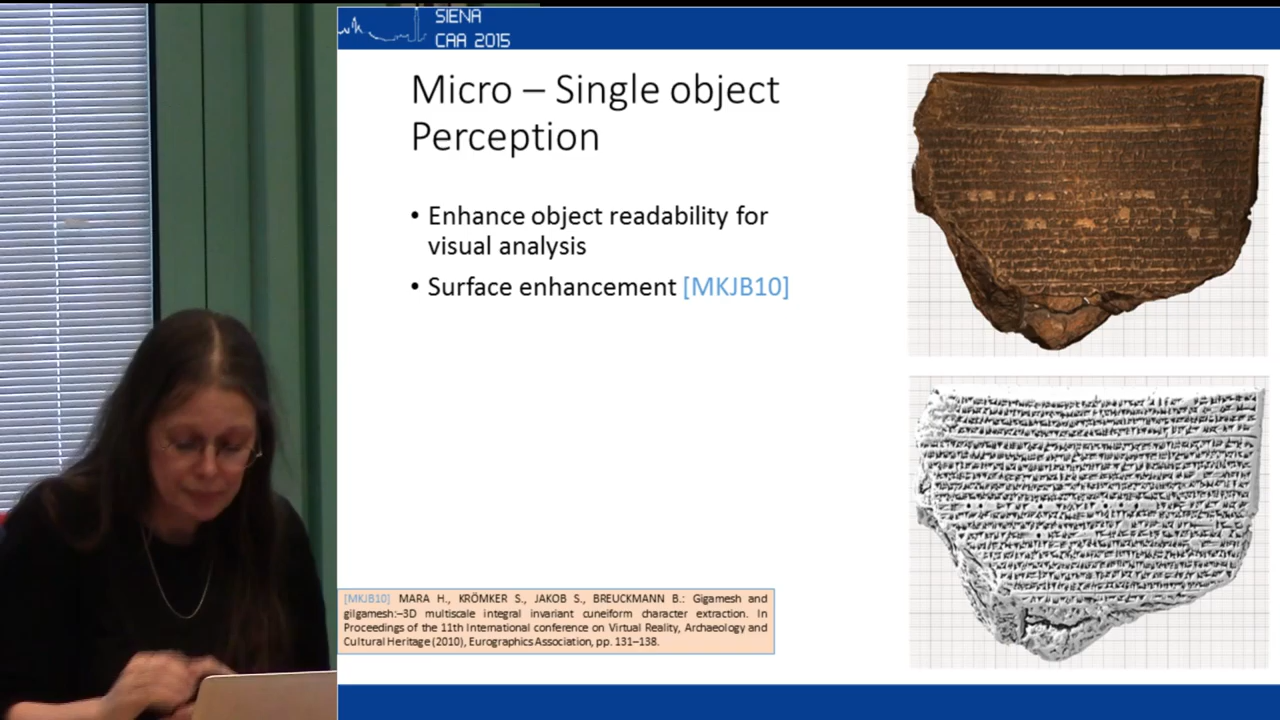 SIENA
CAA 2015
Micro – Single object
Perception
• Enhance object readability for
visual analysis
• Surface enhancement [MKJB10]
[MKJB10] MARA H., KRÖMKER S., JAKOB S., BREUCKMANN B.: Gigamesh and
gilgamesh:–3D multiscale integral invariant cuneiform character extraction. In
Proceedings of the 11th International conference on Virtual Reality, Archaeology and
Cultural Heritage (2010), Eurographics Association, pp. 131–138.